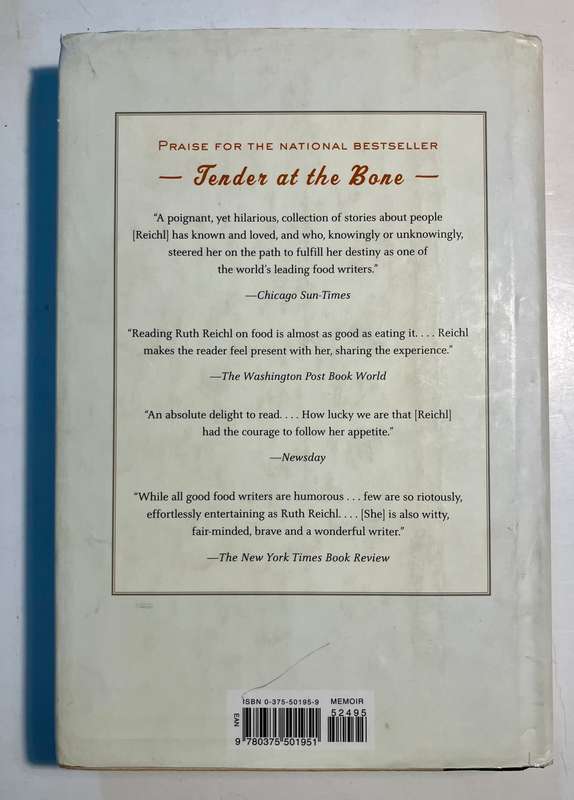 PRAISE FOR THE NATIONAL BESTSELLER
— Tender at the Bone —
“A poignant, yet hilarious, collection of stories about people
[Reichl] has known and loved, and who, knowingly or unknowingly,
steered her on the path to fulfill her destiny as one of
the world’s leading food writers.”
—Chicago Sun-Times
“Reading Ruth Reichl on food is almost as good as eating it. . . . Reichl
makes the reader feel present with her, sharing the experience.”
—The Washington Post Book World
“An absolute delight to read. . . . How lucky we are that [Reichl]
had the courage to follow her appetite.”
—Newsday
“While all good food writers are humorous . . . few are so riotously,
effortlessly entertaining as Ruth Reichl. . . . [She] is also witty,
fair-minded, brave and a wonderful writer.”
—The New York Times Book Review
ISBN 0-375-50195-9 MEMOIR
52495
EAN
9 780375 501951